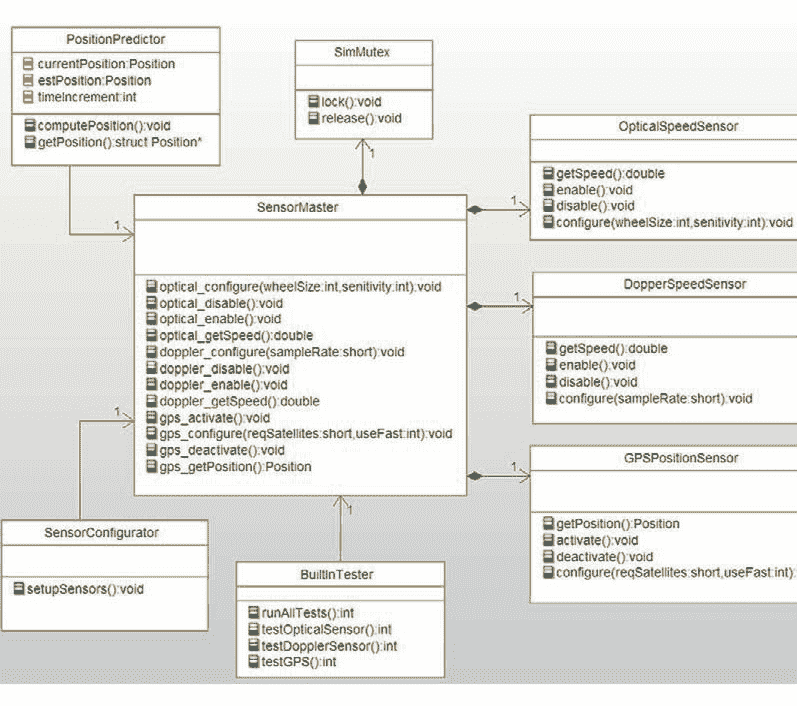 PositionPredictor
currentPosition:Position
estPosition:Position
timeIncrement:int
computePosition():void
getPosition():struct Position*
SimMutex
lock():void
release():void
1
OpticalSpeedSensor
getSpeed():double
enable():void
disable():void
configure(wheelSize:int,senitivity:int):void
1
1
SensorMaster
optical_configure(wheelSize:int,senitivity:int):void
optical_disable():void
optical_enable():void
optical_getSpeed():double
doppler_configure(sampleRate:short):void
doppler_disable():void
doppler_enable():void
doppler_getSpeed():double
gps_activate():void
gps_configure(reqSatellites:short,useFast:int):void
gps_deactivate():void
gps_getPosition():Position
1
DopperSpeedSensor
getSpeed():double
enable():void
disable():void
configure(sampleRate:short):void
1
GPSPositionSensor
getPosition():Position
activate():void
deactivate():void
configure(reqSatellites:short,useFast:int):
1
SensorConfigurator
setupSensors():void
1
BuiltInTester
runAllTests():int
testOpticalSensor():int
testDopplerSensor():int
testGPS():int